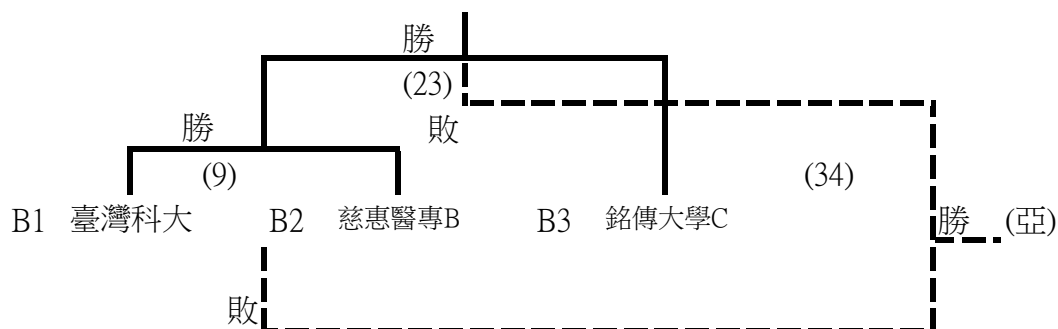 勝
(23)
敗
勝
(9)
(34)
B1 臺灣科大 B2 慈惠醫專B B3 銘傳大學C
勝 (亞)
敗